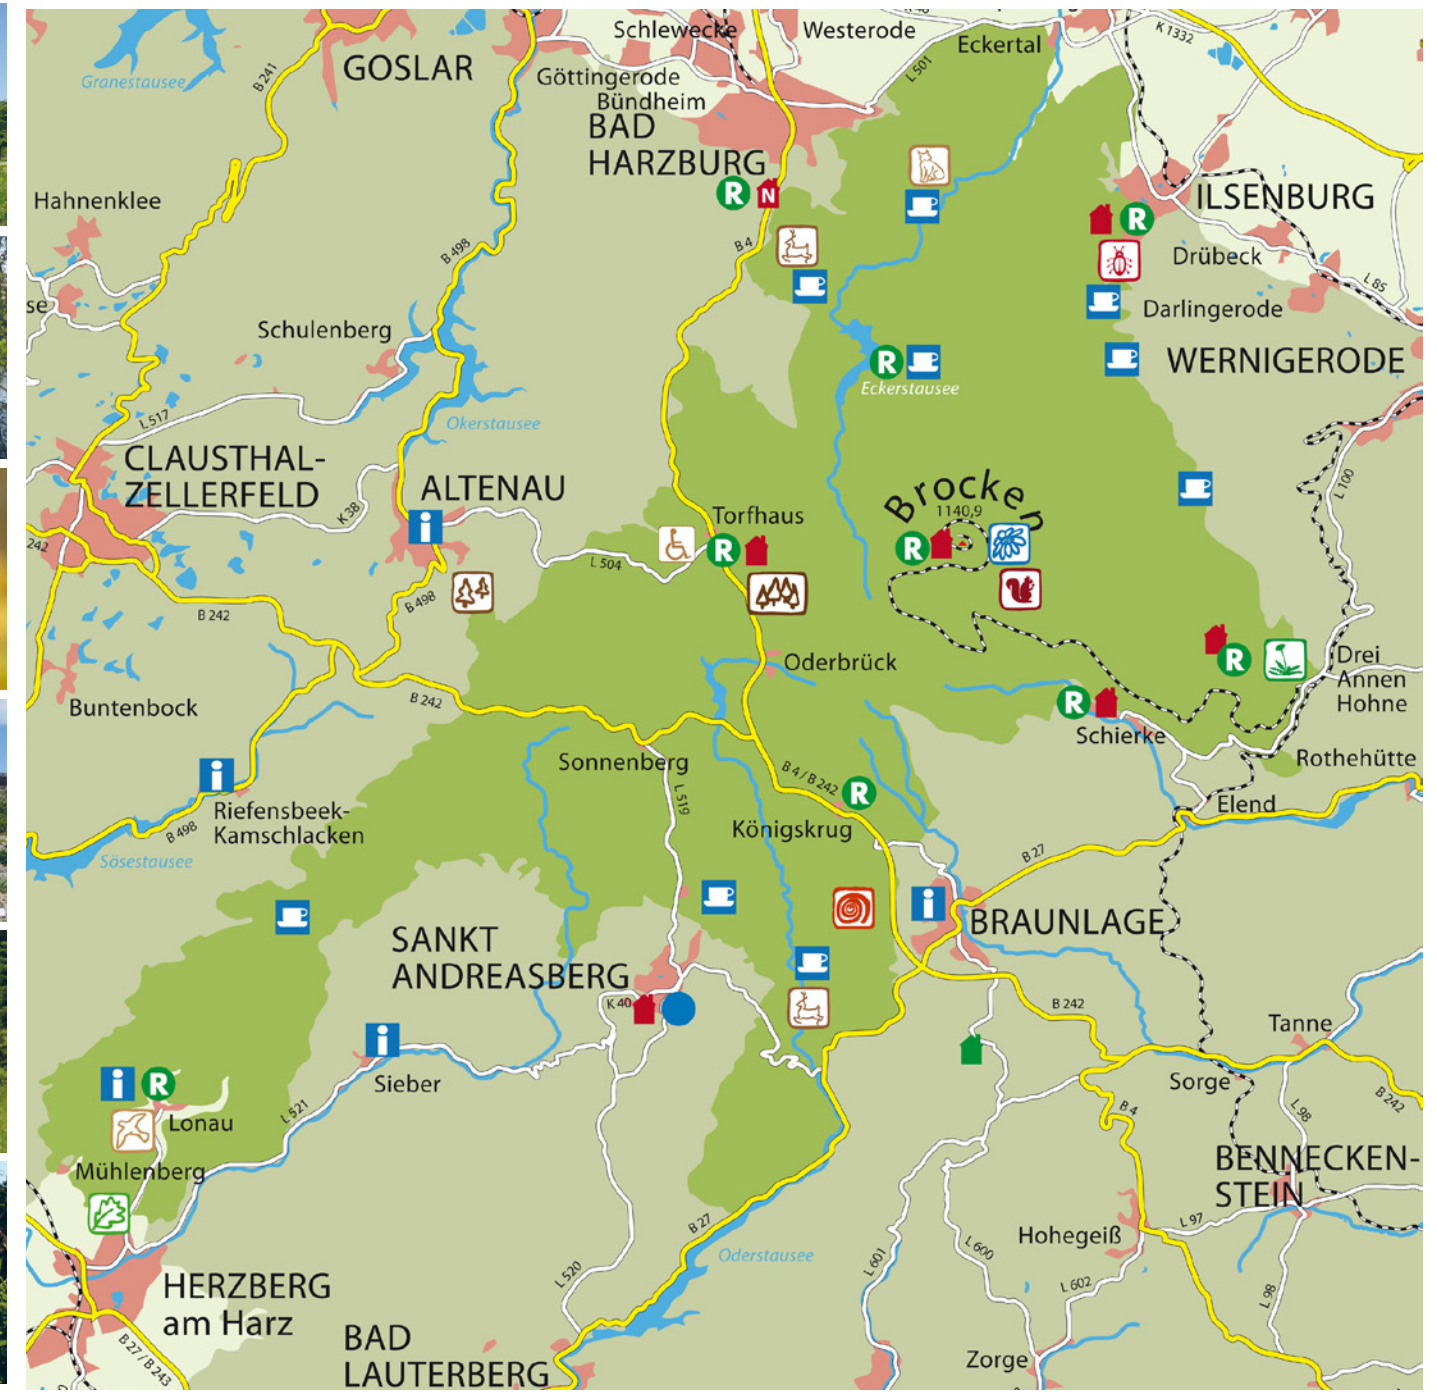 Schlewecke
Westerode
Eckertal
K 1332
Granestausee
B 241
GOSLAR
Göttingerode
L 501
Bündheim
BAD
HARZBURG
R
N
Hahnenklee
B 498
B 4
ILSENBURG
R
Drübeck
L 85
se
Schulenberg
Darlingerode
WERNIGERODE
R
Eckerstausee
L 517
Okerstausee
CLAUSTHAL-
ZELLERFELD
K 38
ALTENAU
i
Torfhaus
R
L 504
Brocken
1140,9
R
L 100
242
B 242
B 498
Oderbrück
R
Drei
Annen
Hohne
Buntenbock
B 242
R
Schierke
Sonnenberg
B 4 / B 242
R
Rothehütte
i
Riefensbeek-
Kamschlacken
B 498
Sösestausee
L 519
Königskrug
Elend
B 27
i
BRAUNLAGE
SANKT
ANDREASBERG
K 40
B 242
i
Sieber
Tanne
Sorge
i
R
Lonau
L 521
B 4
L 98
B 242
Mühlenberg
BENNECKEN-
STEIN
B 27
Oderstausee
Hohegeiß
L 97
L 601
L 600
L 602
L 98
L 520
HERZBERG
am Harz
B 27 / B 243
BAD
LAUTERBERG
Zorge